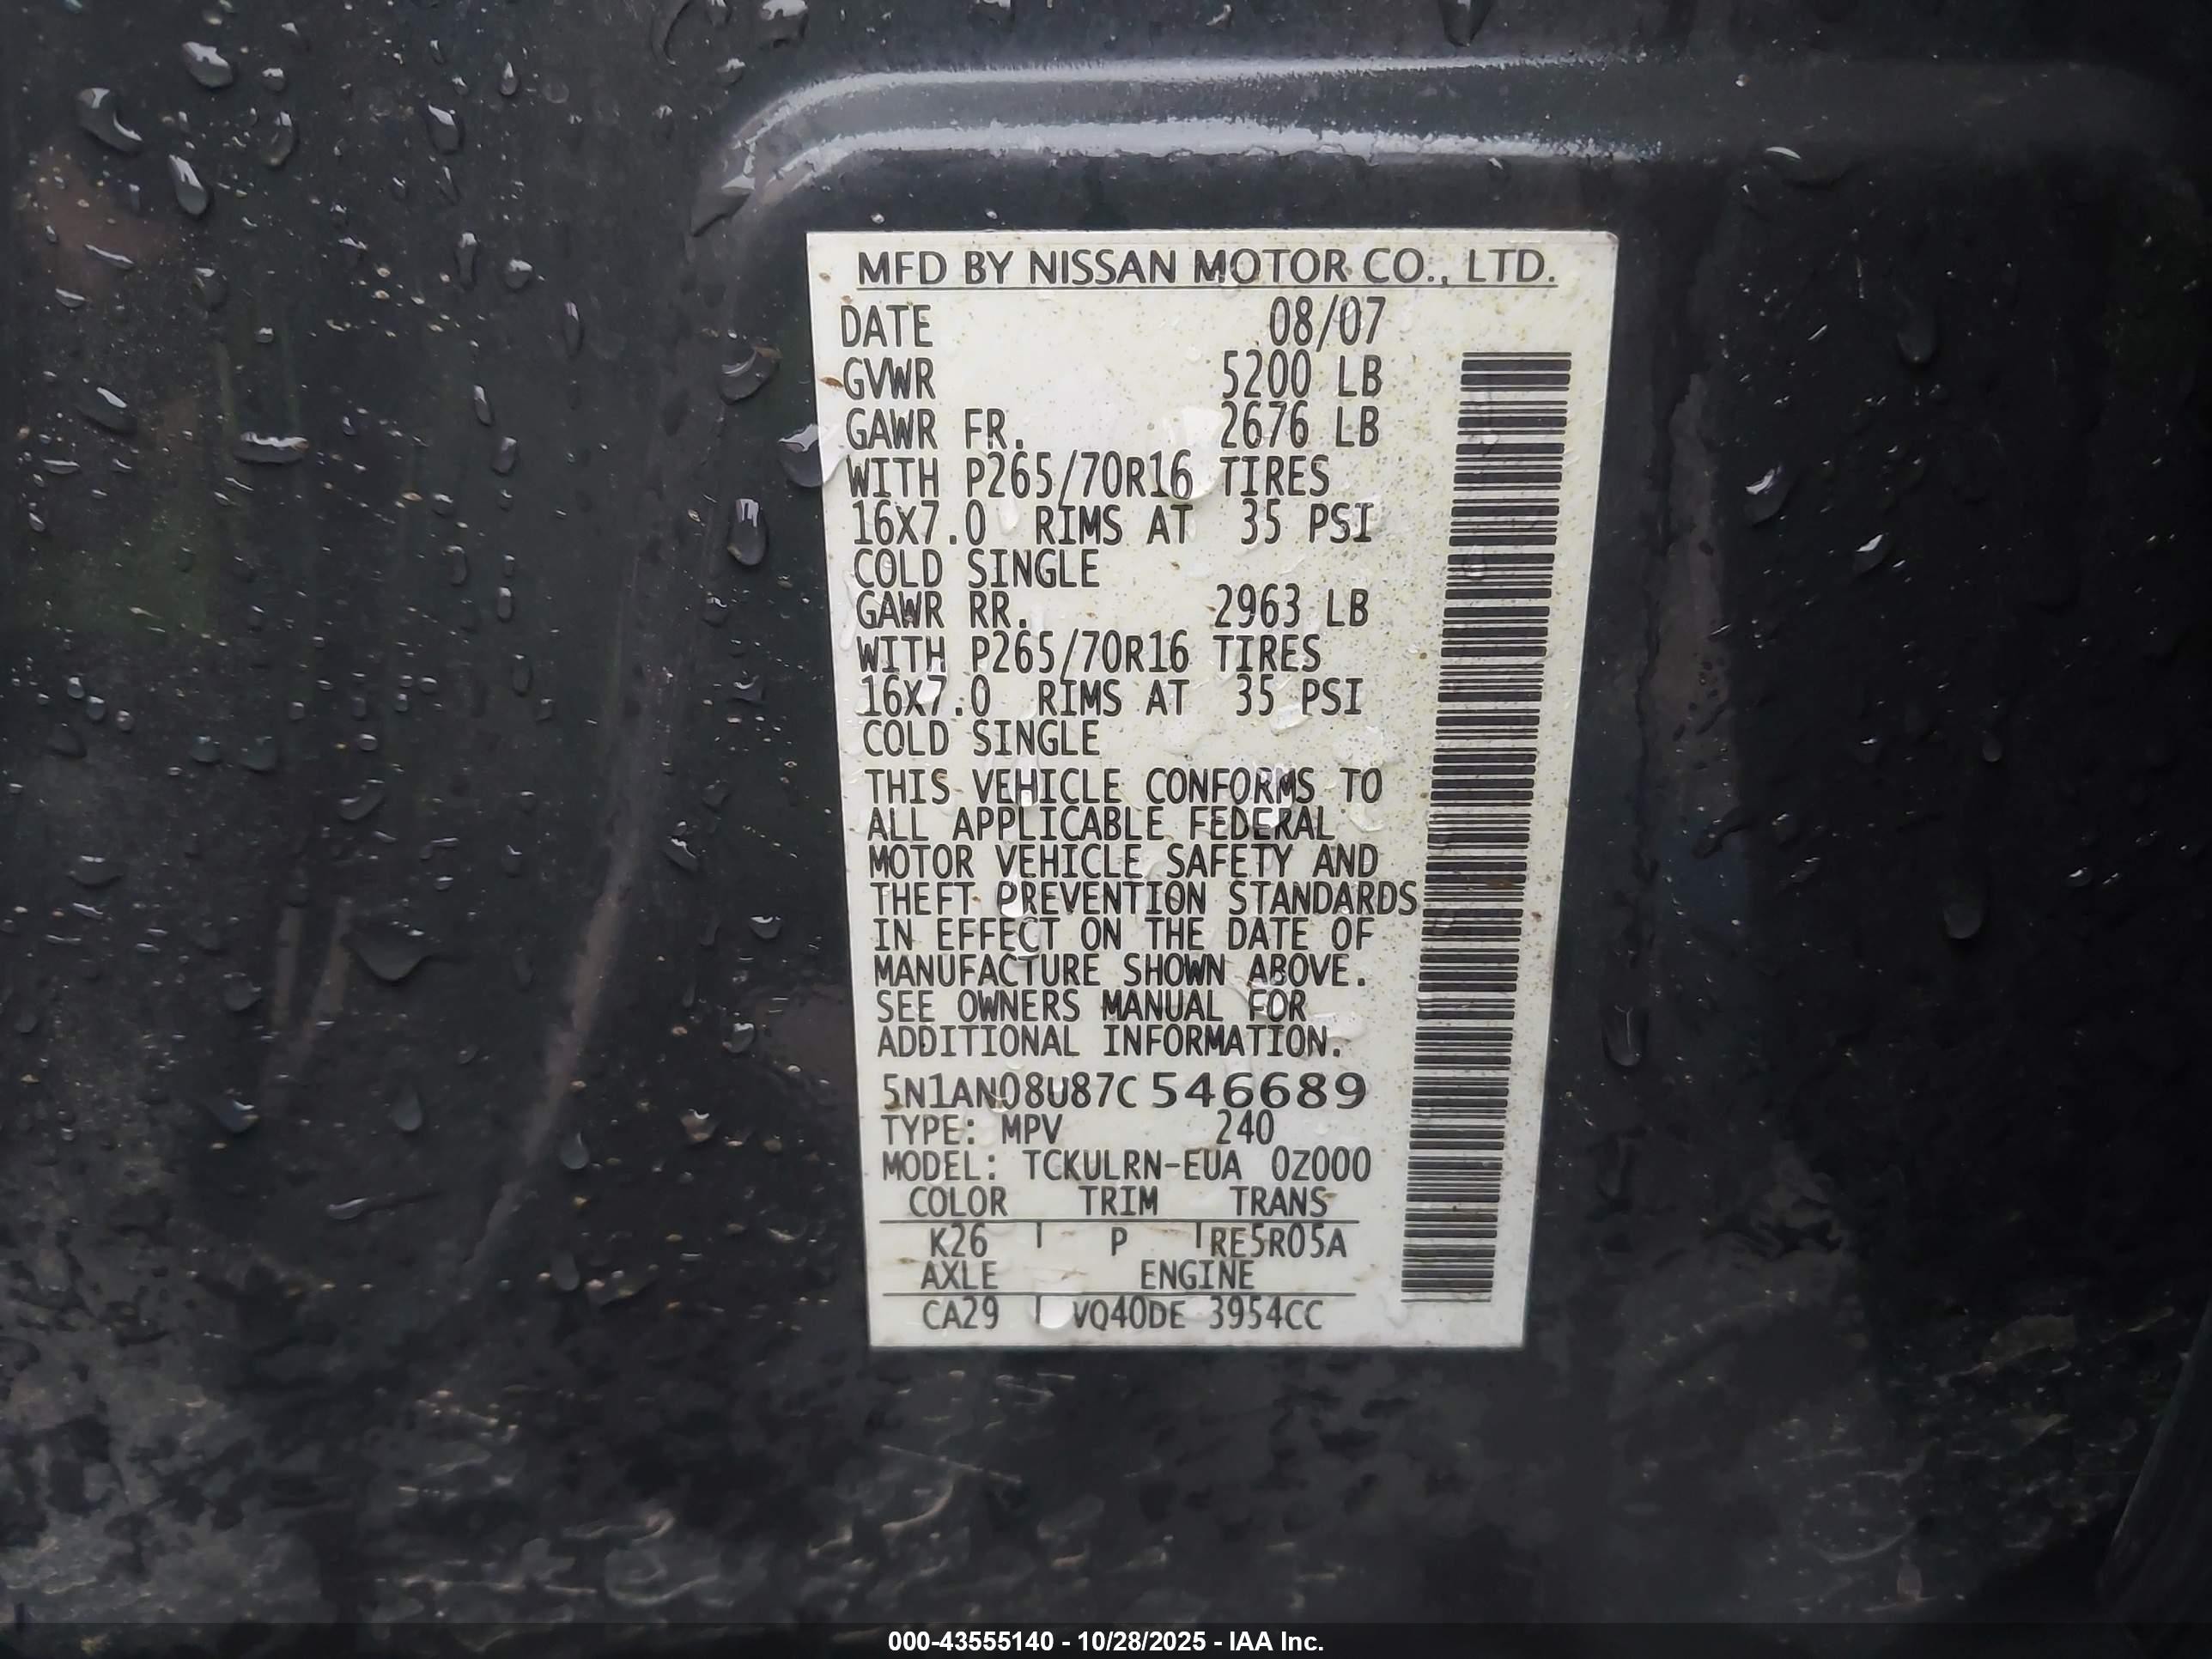 MFD BY NISSAN MOTOR CO., LTD.
DATE 08/07
GVWR 5200 LB
GAWR FR. 2676 LB
WITH P265/70R16 TIRES
16X7.0 RIMS AT 35 PSI
COLD SINGLE
GAWR RR. 2963 LB
WITH P265/70R16 TIRES
16X7.0 RIMS AT 35 PSI
COLD SINGLE
THIS VEHICLE CONFORMS TO
ALL APPLICABLE FEDERAL
MOTOR VEHICLE SAFETY AND
THEFT PREVENTION STANDARDS
IN EFFECT ON THE DATE OF
MANUFACTURE SHOWN ABOVE.
SEE OWNERS MANUAL FOR
ADDITIONAL INFORMATION.
5N1AN08U87C546689
TYPE: MPV 240
MODEL: TCKULRN-EUA 0Z000
COLOR TRIM TRANS
K26 P RE5R05A
AXLE ENGINE
CA29 VQ40DE 3954CC
000-43555140 - 10/28/2025 - IAA Inc.